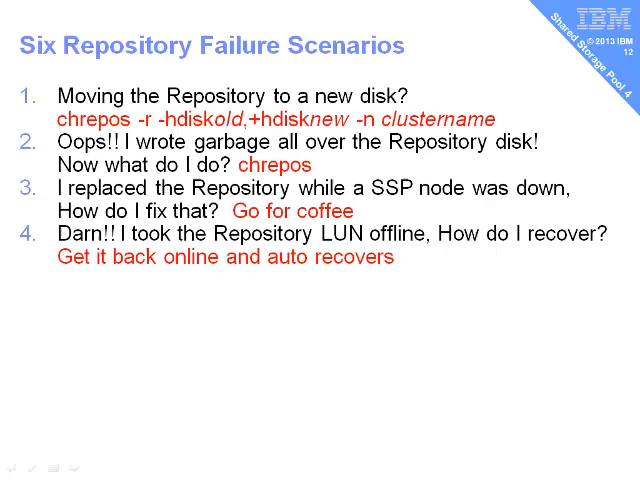 Six Repository Failure Scenarios
IBM
© 2013 IBM
12
Shared Storage Pool 4
1. Moving the Repository to a new disk?
chrepos -r -hdiskold,+hdisknew -n clustername
2. Oops!! I wrote garbage all over the Repository disk!
Now what do I do? chrepos
3. I replaced the Repository while a SSP node was down,
How do I fix that? Go for coffee
4. Darn!! I took the Repository LUN offline, How do I recover?
Get it back online and auto recovers